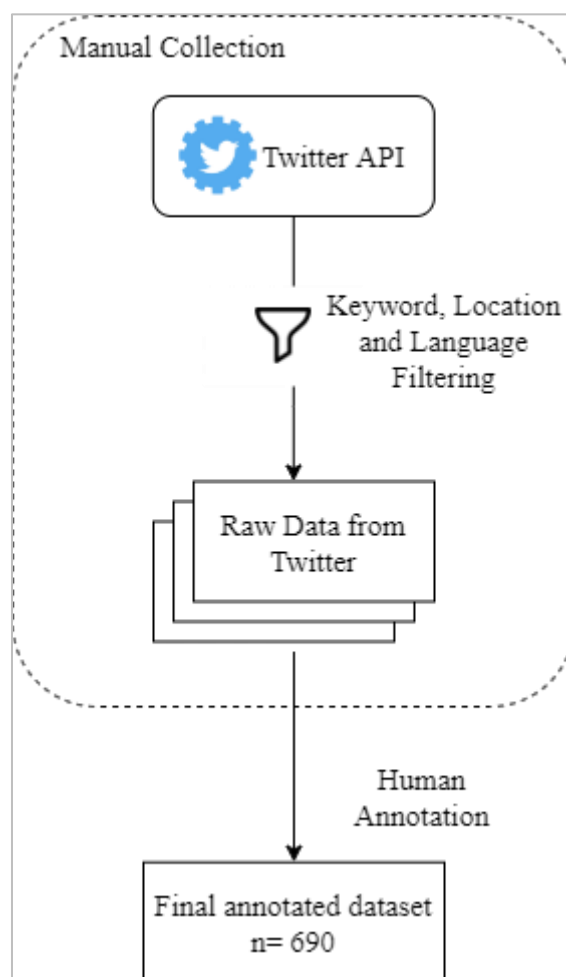 Manual Collection
Twitter API
Keyword, Location
and Language
Filtering
Raw Data from
Twitter
Human
Annotation
Final annotated dataset
n= 690